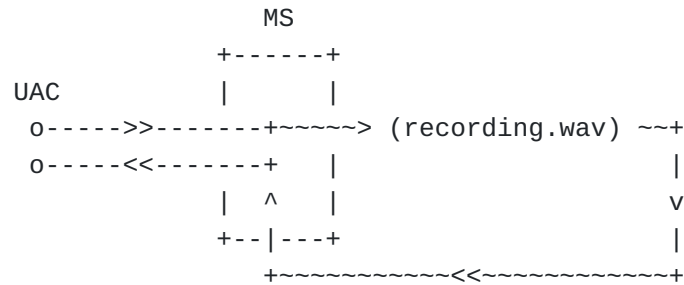 MS
               +------+
 UAC           |      |
  o----->>-------+~~~~~> (recording.wav) ~~+
  o-----<<-------+   |                     |
               |  ^   |                     v
               +--|---+                     |
                  +~~~~~~~~~~~<<~~~~~~~~~~~~+